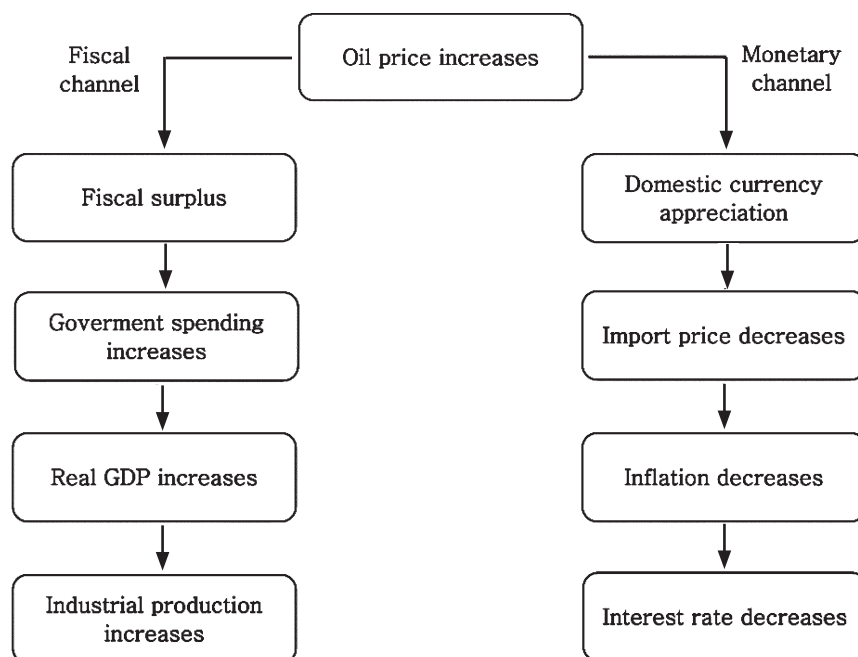 Fiscal
channel
Oil price increases
Monetary
channel
Fiscal surplus
Domestic currency
appreciation
Goverment spending
increases
Import price decreases
Real GDP increases
Inflation decreases
Industrial production
increases
Interest rate decreases